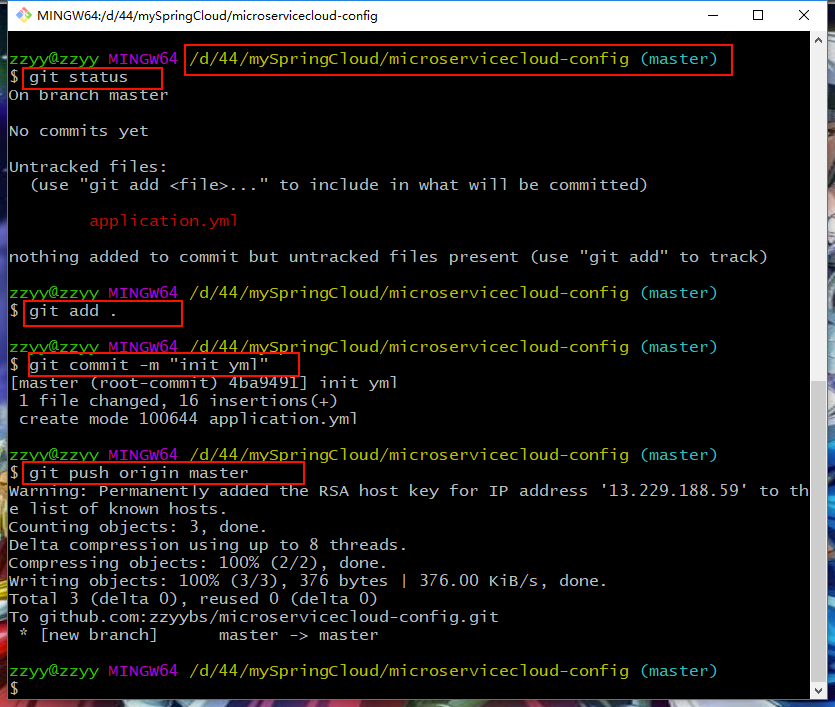 MINGW64:/d/44/mySpringCloud/microservicecloud-config
zzyy@zzyy MINGW64 /d/44/mySpringCloud/microservicecloud-config (master)
$ git status
On branch master
No commits yet
Untracked files:
(use "git add <file>..." to include in what will be committed)
application.yml
nothing added to commit but untracked files present (use "git add" to track)
zzyy@zzyy MINGW64 /d/44/mySpringCloud/microservicecloud-config (master)
$ git add .
zzyy@zzyy MINGW64 /d/44/mySpringCloud/microservicecloud-config (master)
$ git commit -m "init yml"
[master (root-commit) 4ba9491] init yml
1 file changed, 16 insertions(+)
create mode 100644 application.yml
zzyy@zzyy MINGW64 /d/44/mySpringCloud/microservicecloud-config (master)
$ git push origin master
Warning: Permanently added the RSA host key for IP address '13.229.188.59' to th
e list of known hosts.
Counting objects: 3, done.
Delta compression using up to 8 threads.
Compressing objects: 100% (2/2), done.
Writing objects: 100% (3/3), 376 bytes | 376.00 KiB/s, done.
Total 3 (delta 0), reused 0 (delta 0)
To github.com:zzyybs/microservicecloud-config.git
* [new branch]      master -> master
zzyy@zzyy MINGW64 /d/44/mySpringCloud/microservicecloud-config (master)
$